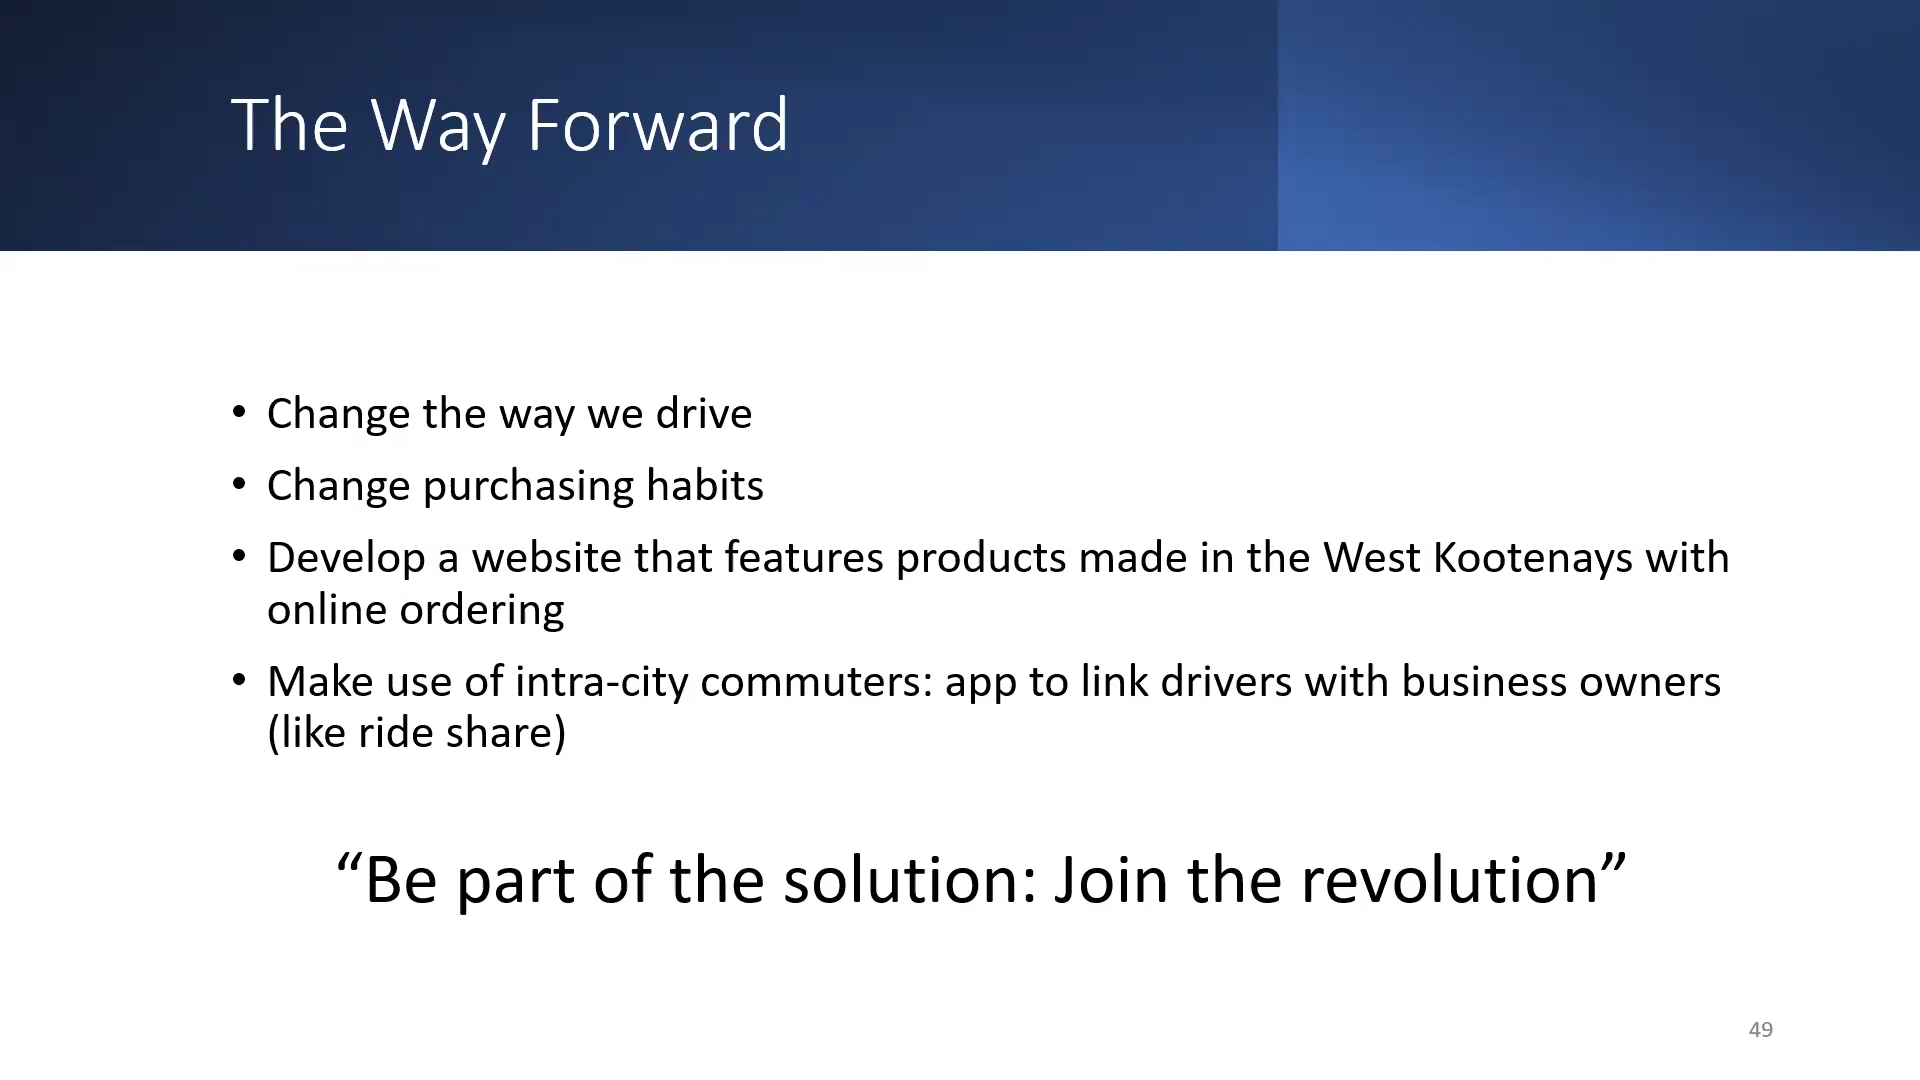 The Way Forward
• Change the way we drive
• Change purchasing habits
• Develop a website that features products made in the West Kootenays with
online ordering
• Make use of intra-city commuters: app to link drivers with business owners
(like ride share)
“Be part of the solution: Join the revolution”
49